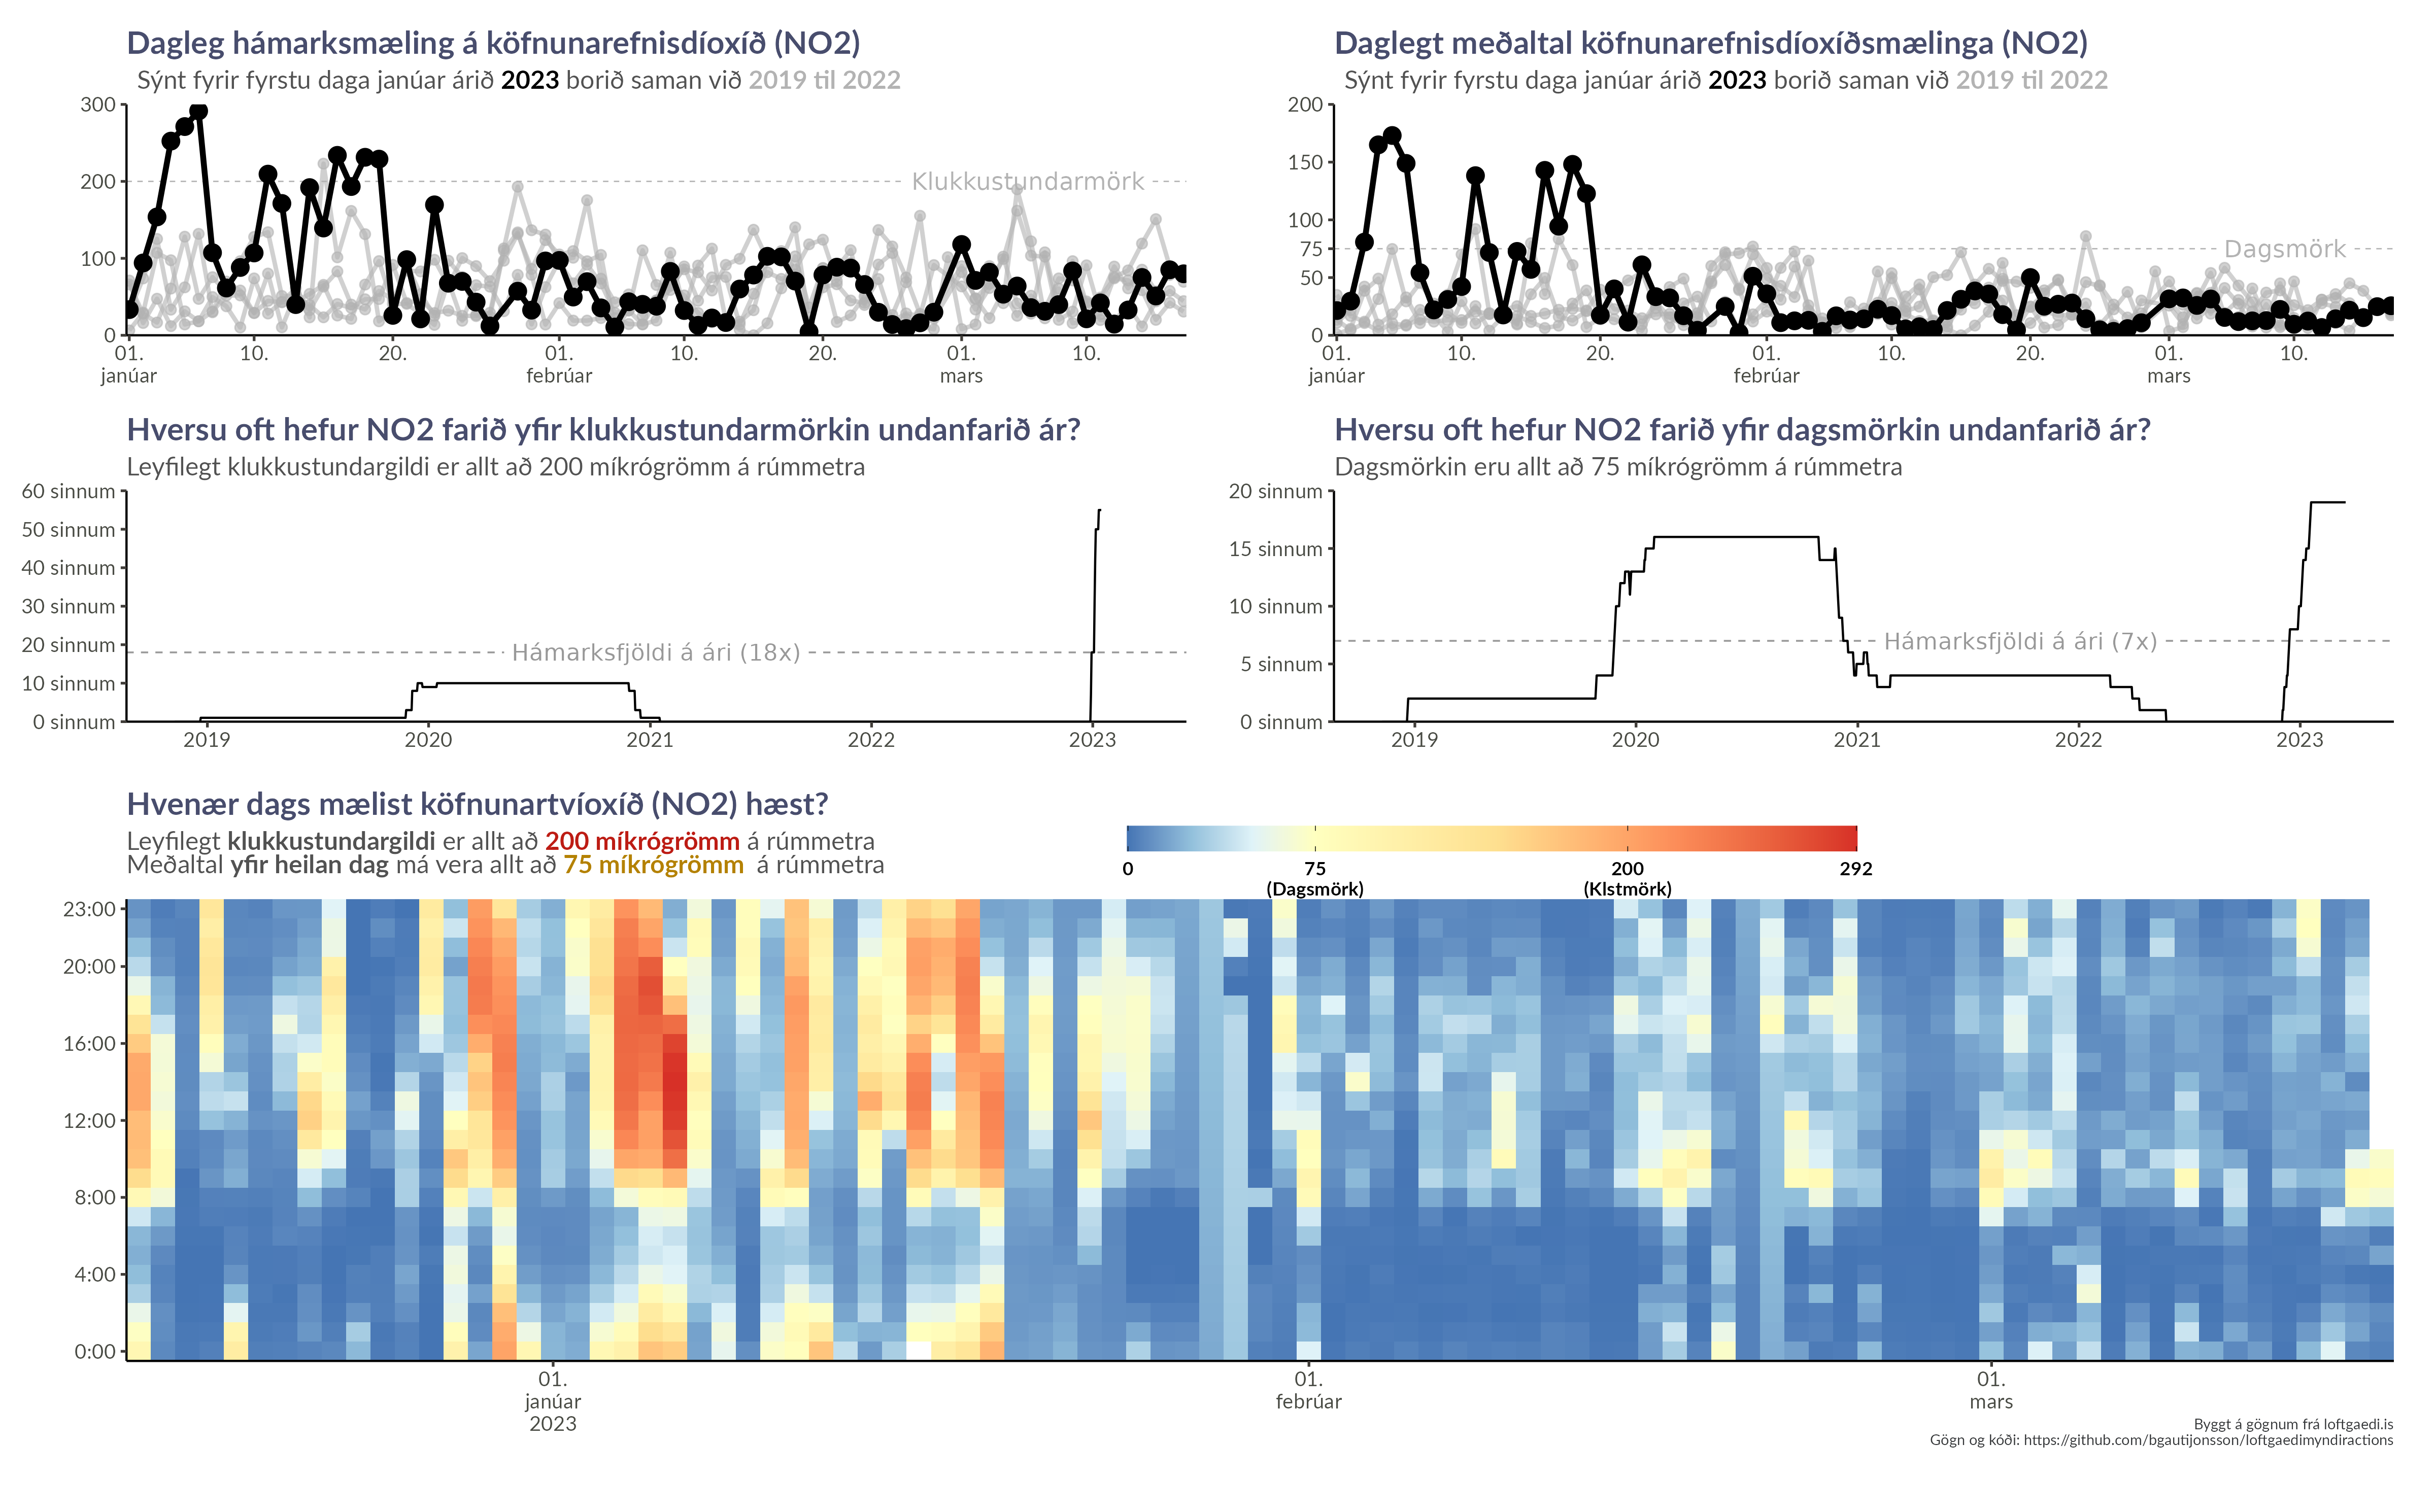 Dagleg hámarksmæling á köfnunarefnisdíoxíð (NO2)
Sýnt fyrir fyrstu daga janúar árið 2023 borið saman við 2019 til 2022
300
200
100
0
Klukkustundarmörk
01. 10. 20. 01. 10. 20. 01. 10.
janúar febrúar mars
Daglegt meðaltal köfnunarefnisdíoxíðsmælinga (NO2)
Sýnt fyrir fyrstu daga janúar árið 2023 borið saman við 2019 til 2022
200
150
100
75
50
0
Dagsmörk
01. 10. 20. 01. 10. 20. 01. 10.
janúar febrúar mars
Hversu oft hefur NO2 farið yfir klukkustundarmörkin undanfarið ár?
Leyfilegt klukkustundargildi er allt að 200 míkrógrömm á rúmmetra
60 sinnum
50 sinnum
40 sinnum
30 sinnum
20 sinnum
10 sinnum
0 sinnum
Hámarksfjöldi á ári (18x)
2019 2020 2021 2022 2023
Hversu oft hefur NO2 farið yfir dagsmörkin undanfarið ár?
Dagsmörkin eru allt að 75 míkrógrömm á rúmmetra
20 sinnum
15 sinnum
10 sinnum
5 sinnum
0 sinnum
Hámarksfjöldi á ári (7x)
2019 2020 2021 2022 2023
Hvenær dags mælist köfnunartvíoxíð (NO2) hæst?
Leyfilegt klukkustundargildi er allt að 200 míkrógrömm á rúmmetra
Meðaltal yfir heilan dag má vera allt að 75 míkrógrömm á rúmmetra
0 75 200 292
(Dagsmörk) (Klstmörk)
23:00
20:00
16:00
12:00
8:00
4:00
0:00
01. 01. 01.
janúar febrúar mars
2023
Byggt á gögnum frá loftgaedi.is
Gögn og kóði: https://github.com/bgautijonsson/loftgaedimyndiractions